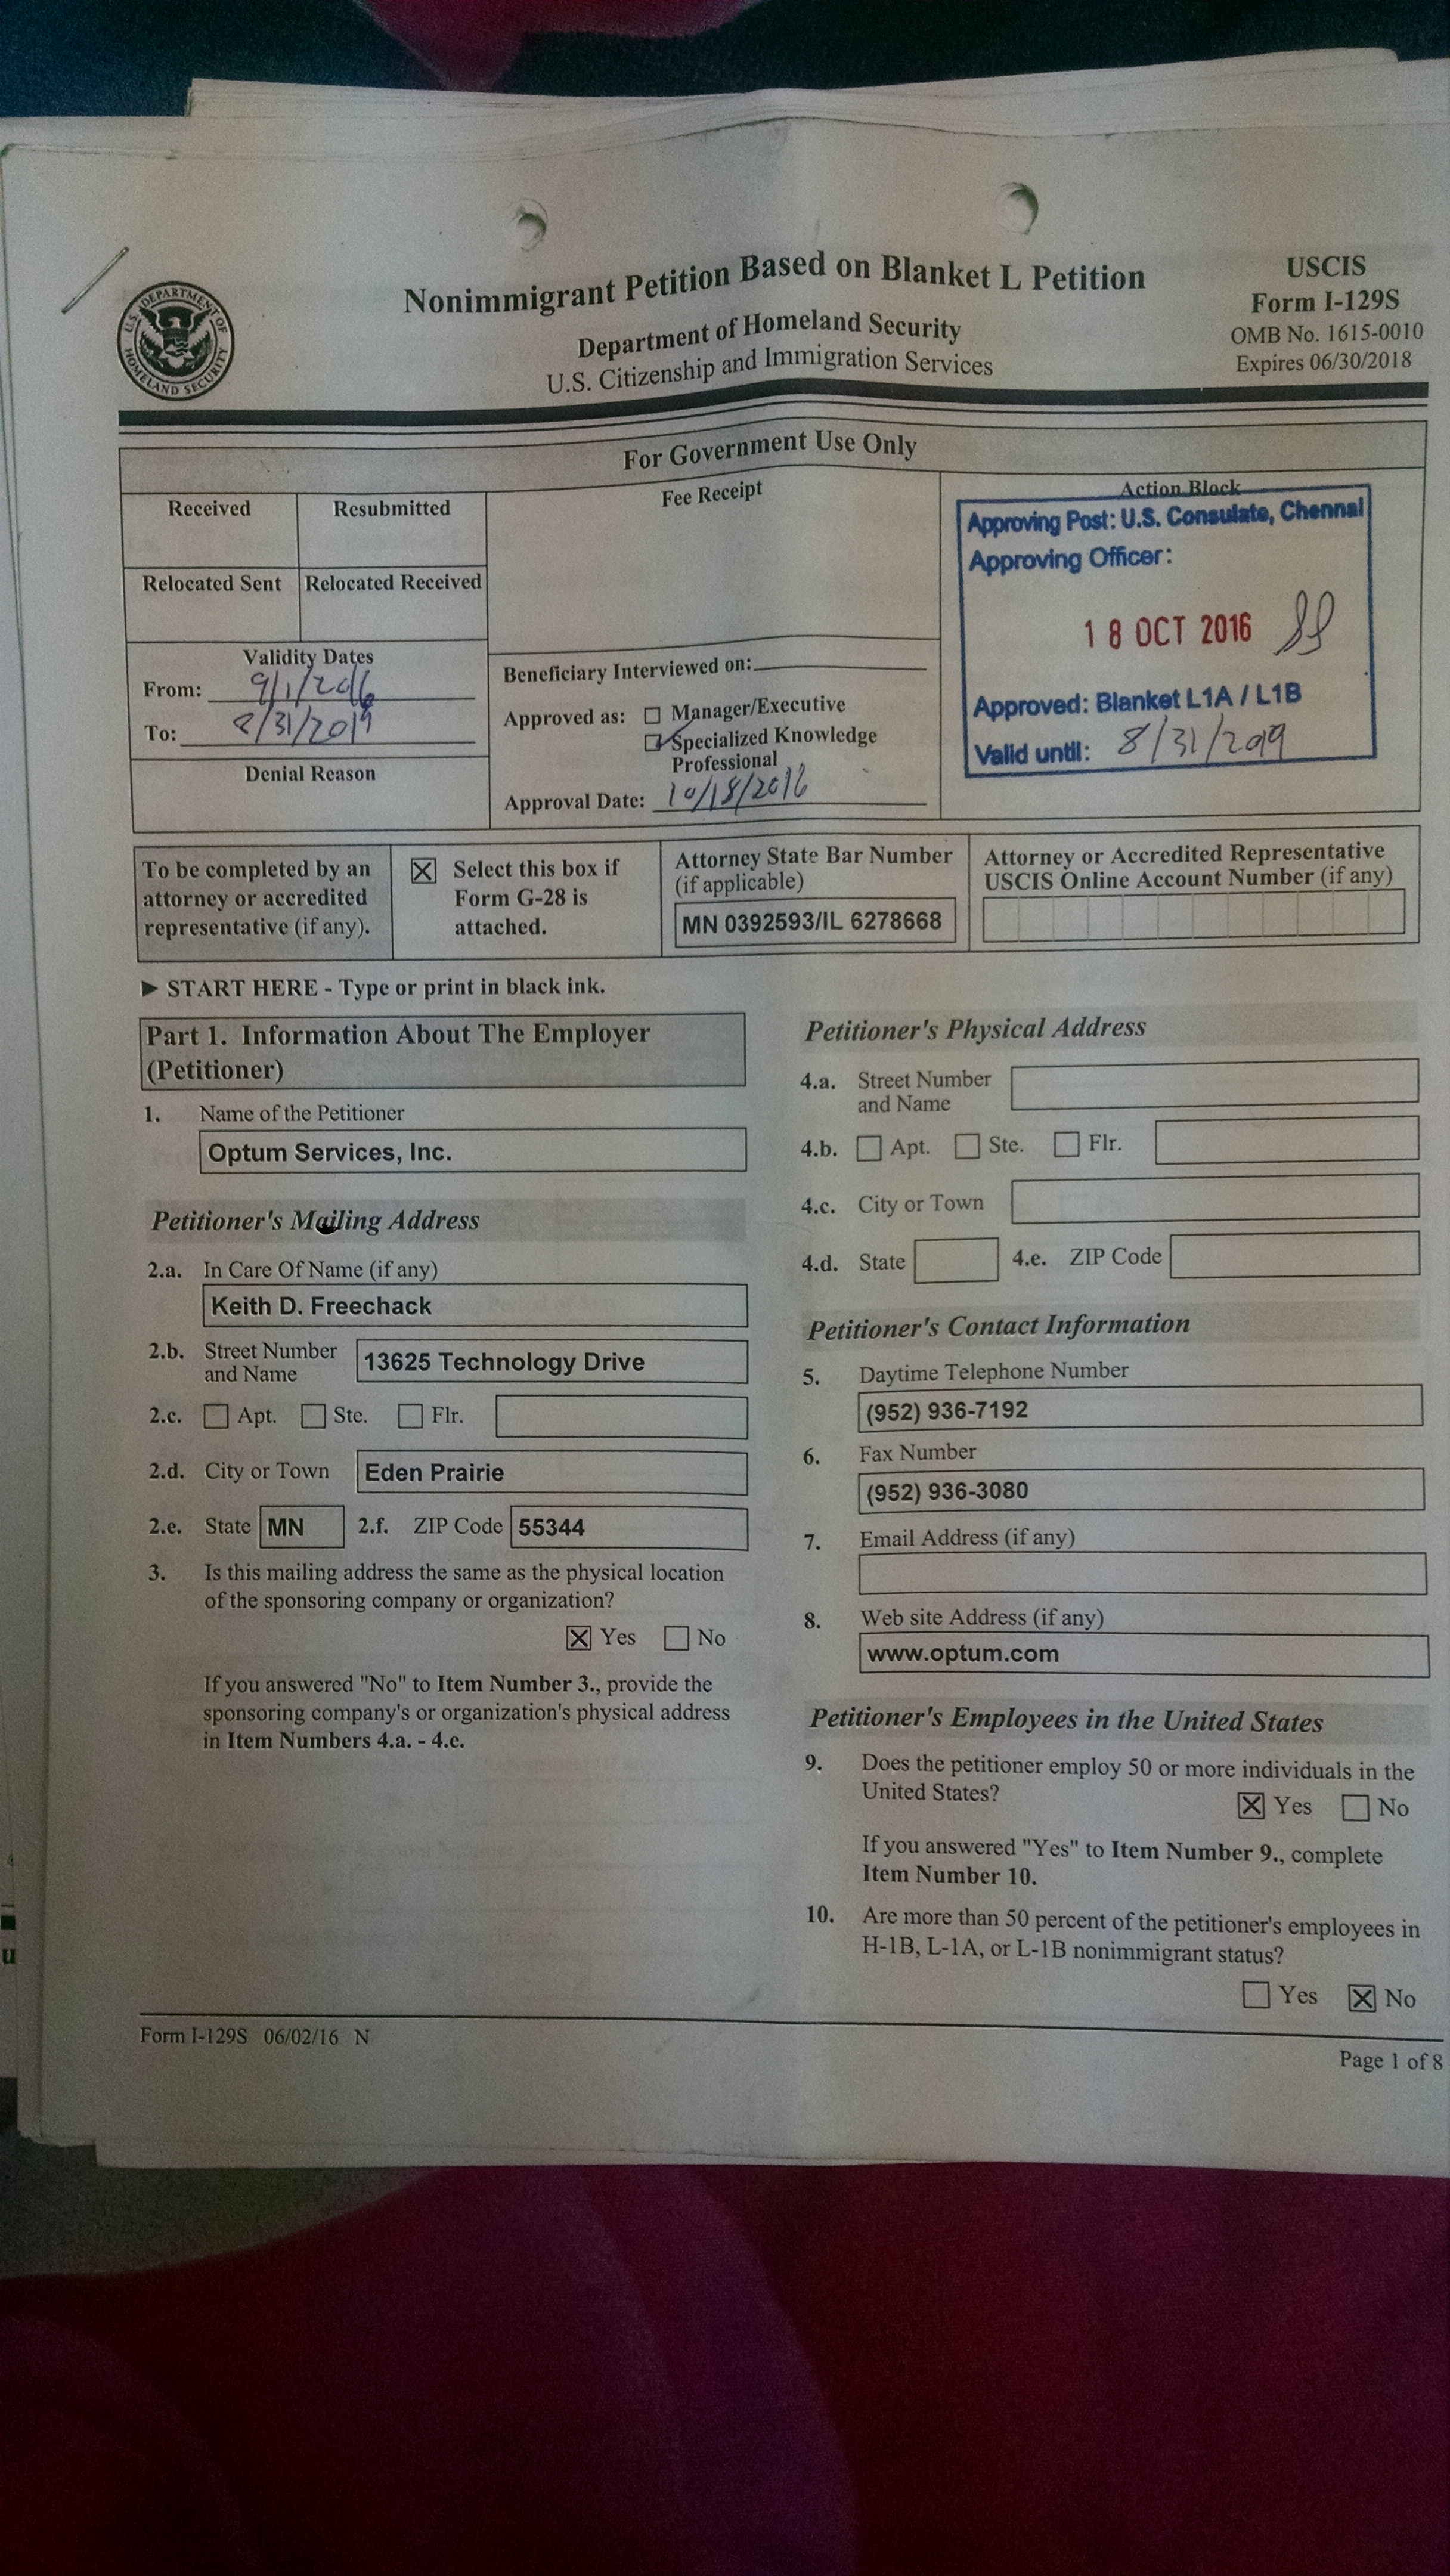 Nonimmigrant Petition Based on Blanket L Petition
Department of Homeland Security
U.S. Citizenship and Immigration Services
USCIS
Form I-129S
OMB No. 1615-0010
Expires 06/30/2018
U.S. DEPARTMENT OF HOMELAND SECURITY
For Government Use Only
Received
Resubmitted
Relocated Sent
Relocated Received
Validity Dates
From: 9/1/2016
To: 8/31/2019
Denial Reason
Fee Receipt
Beneficiary Interviewed on:
Approved as: Manager/Executive
Specialized Knowledge
Professional
Approval Date: 10/18/2016
Action Block
Approving Post: U.S. Consulate, Chennai
Approving Officer:
18 OCT 2016
Approved: Blanket L1A / L1B
Valid until: 8/31/2019
To be completed by an
attorney or accredited
representative (if any).
Select this box if
Form G-28 is
attached.
Attorney State Bar Number
(if applicable)
MN 0392593/IL 6278668
Attorney or Accredited Representative
USCIS Online Account Number (if any)
► START HERE - Type or print in black ink.
Part 1. Information About The Employer
(Petitioner)
1. Name of the Petitioner
Optum Services, Inc.
Petitioner's Mailing Address
2.a. In Care Of Name (if any)
Keith D. Freechack
2.b. Street Number
and Name
13625 Technology Drive
2.c. Apt. Ste. Flr.
2.d. City or Town Eden Prairie
2.e. State MN 2.f. ZIP Code 55344
3. Is this mailing address the same as the physical location
of the sponsoring company or organization?
X Yes No
If you answered "No" to Item Number 3., provide the
sponsoring company's or organization's physical address
in Item Numbers 4.a. - 4.e.
Petitioner's Physical Address
4.a. Street Number
and Name
4.b. Apt. Ste. Flr.
4.c. City or Town
4.d. State 4.e. ZIP Code
Petitioner's Contact Information
5. Daytime Telephone Number
(952) 936-7192
6. Fax Number
(952) 936-3080
7. Email Address (if any)
8. Web site Address (if any)
www.optum.com
Petitioner's Employees in the United States
9. Does the petitioner employ 50 or more individuals in the
United States?
X Yes No
If you answered "Yes" to Item Number 9., complete
Item Number 10.
10. Are more than 50 percent of the petitioner's employees in
H-1B, L-1A, or L-1B nonimmigrant status?
Yes X No
Form I-129S 06/02/16 N
Page 1 of 8